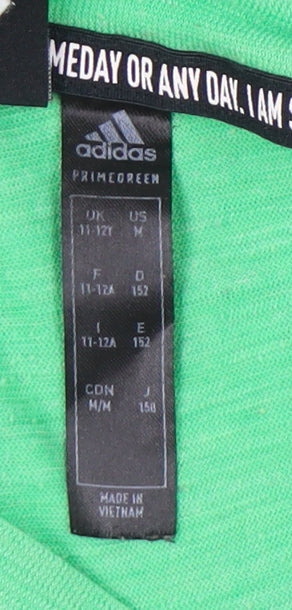 MEDAY OR ANY DAY. I AM S
adidas
PRIMEGREEN
UK US
11-12Y M
F D
11-12A 152
I E
11-12A 152
CDN J
M/M 150
MADE IN
VIETNAM